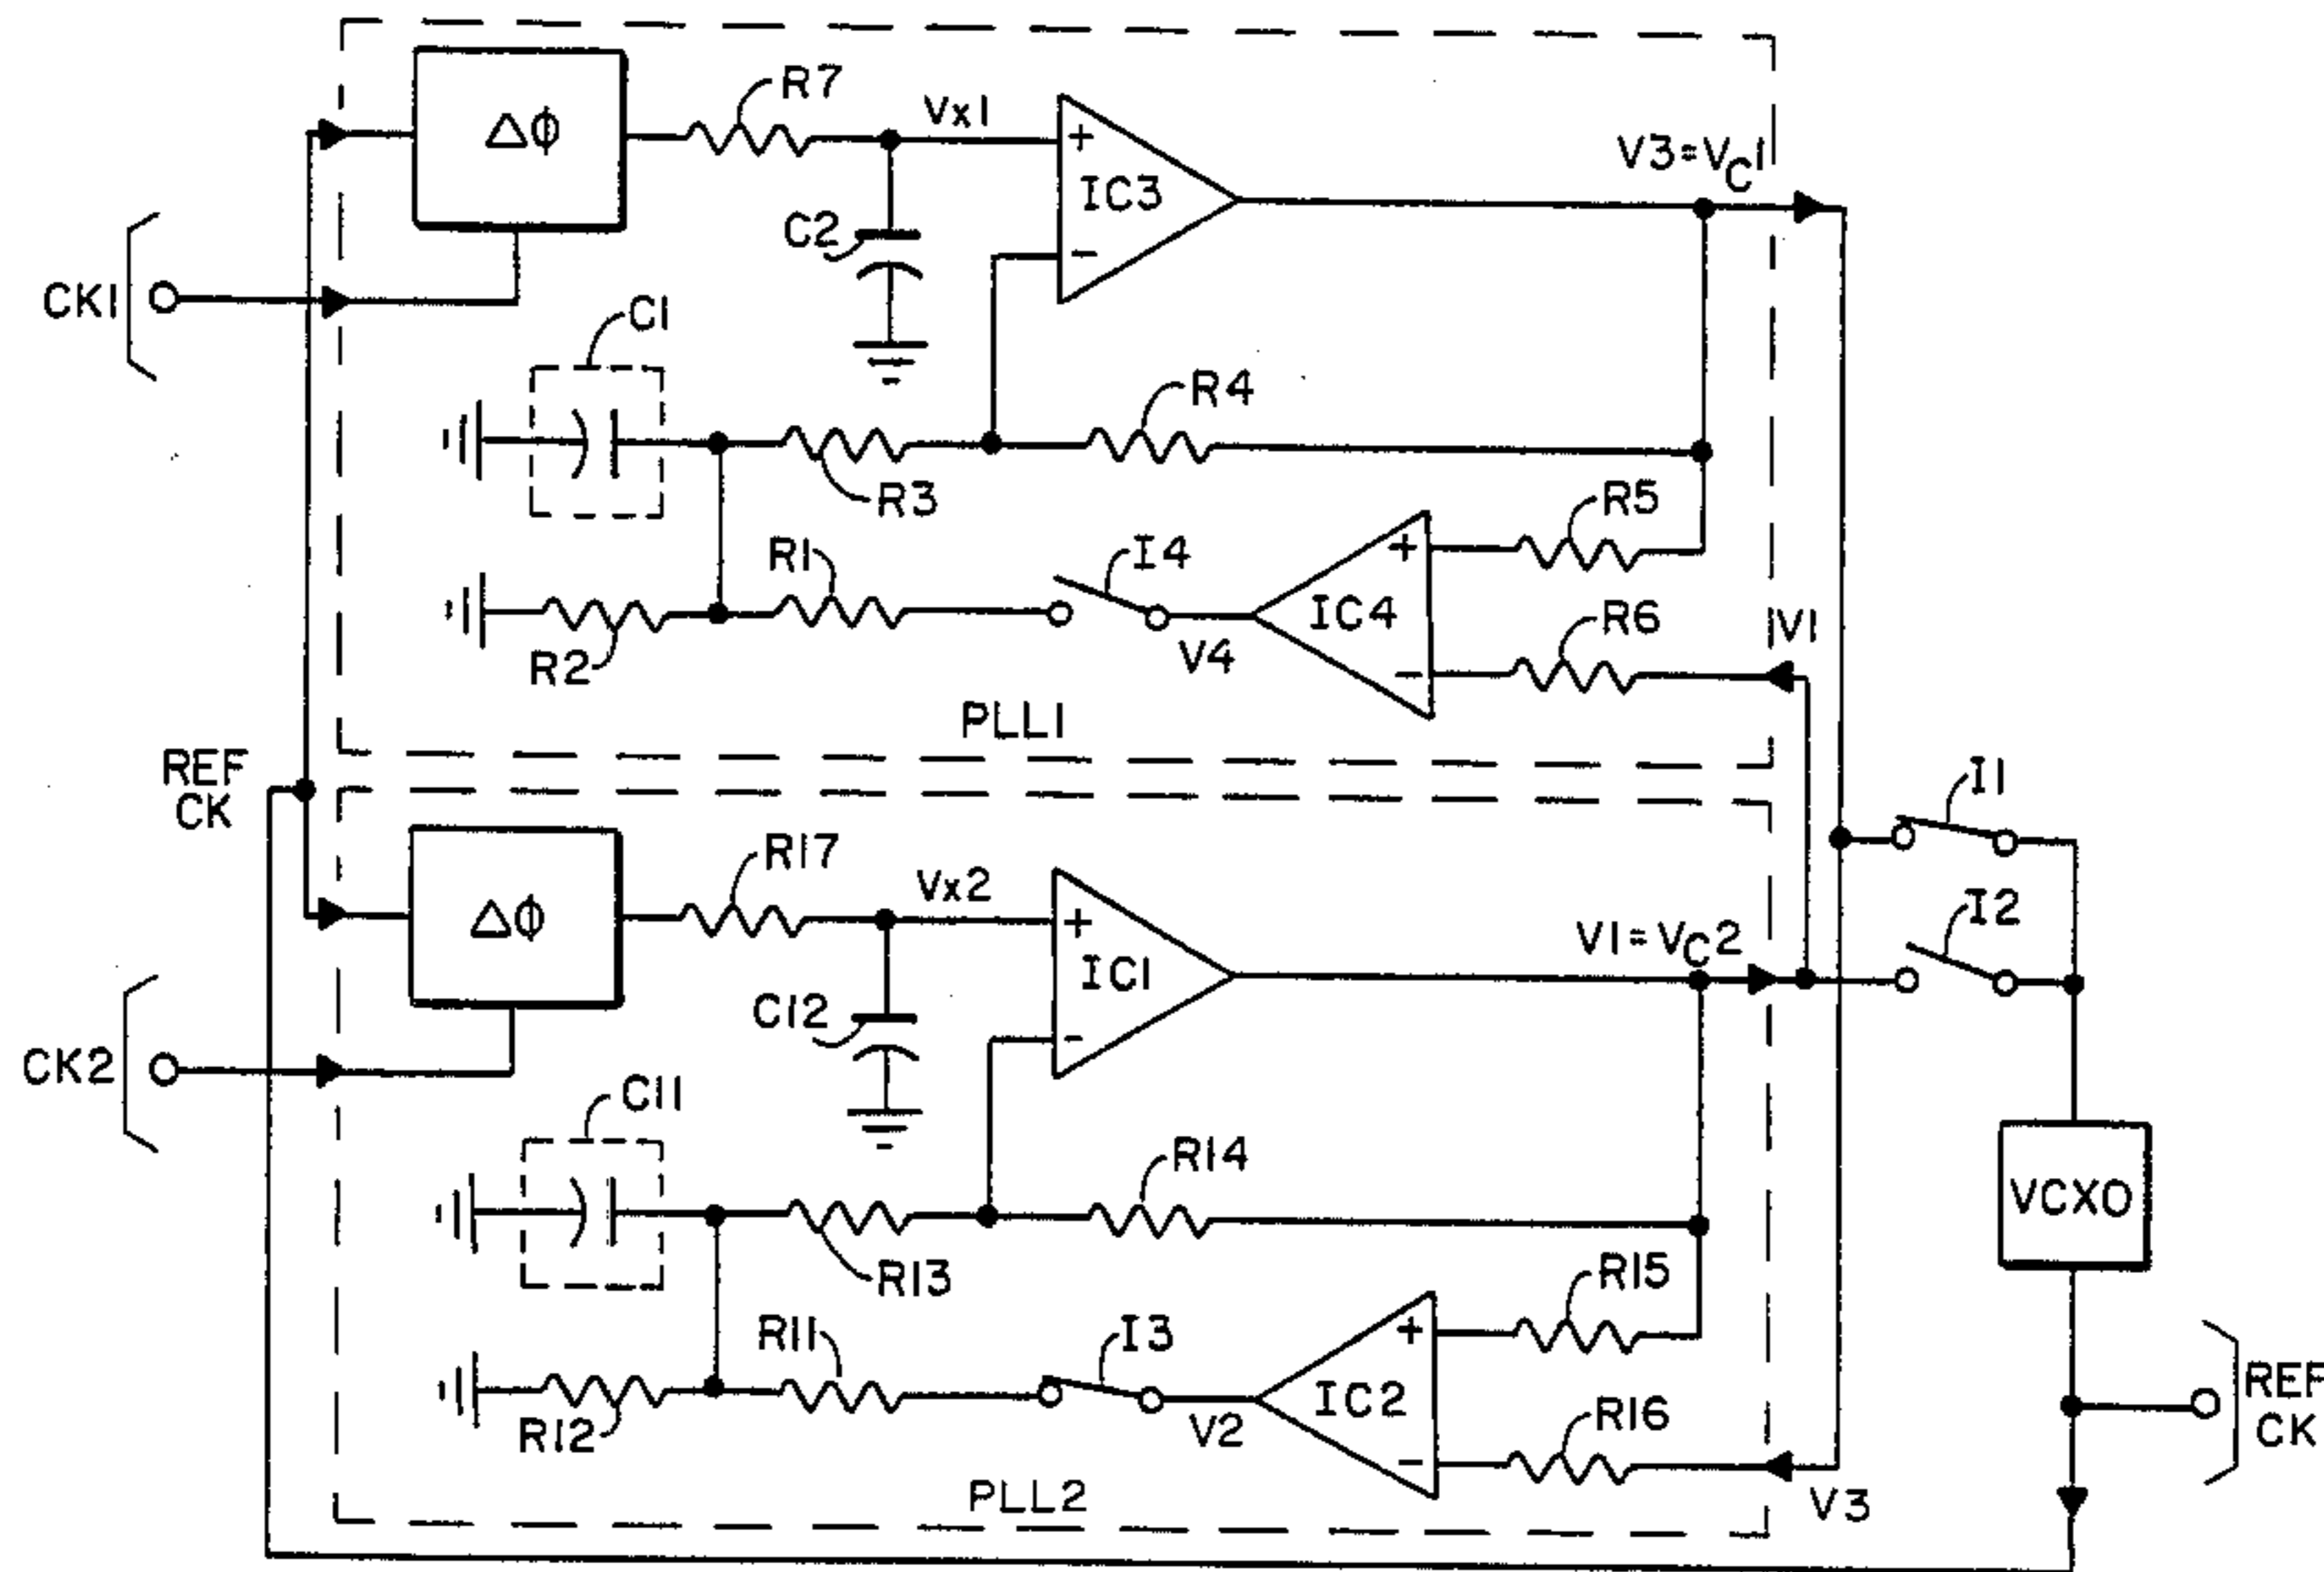 ΔΦ
R7
Vx1
IC3
V3=VC1
C2
CK1
C1
R4
R3
R5
R1
I4
IC4
R6
V1
R2
V4
PLL1
REF
CK
I1
R17
Vx2
ΔΦ
I2
IC1
V1=VC2
C12
CK2
C11
R14
VCXO
R13
R15
R11
I3
IC2
R16
REF
CK
R12
V2
PLL2
V3
+
-
+
-
+
-
+
-